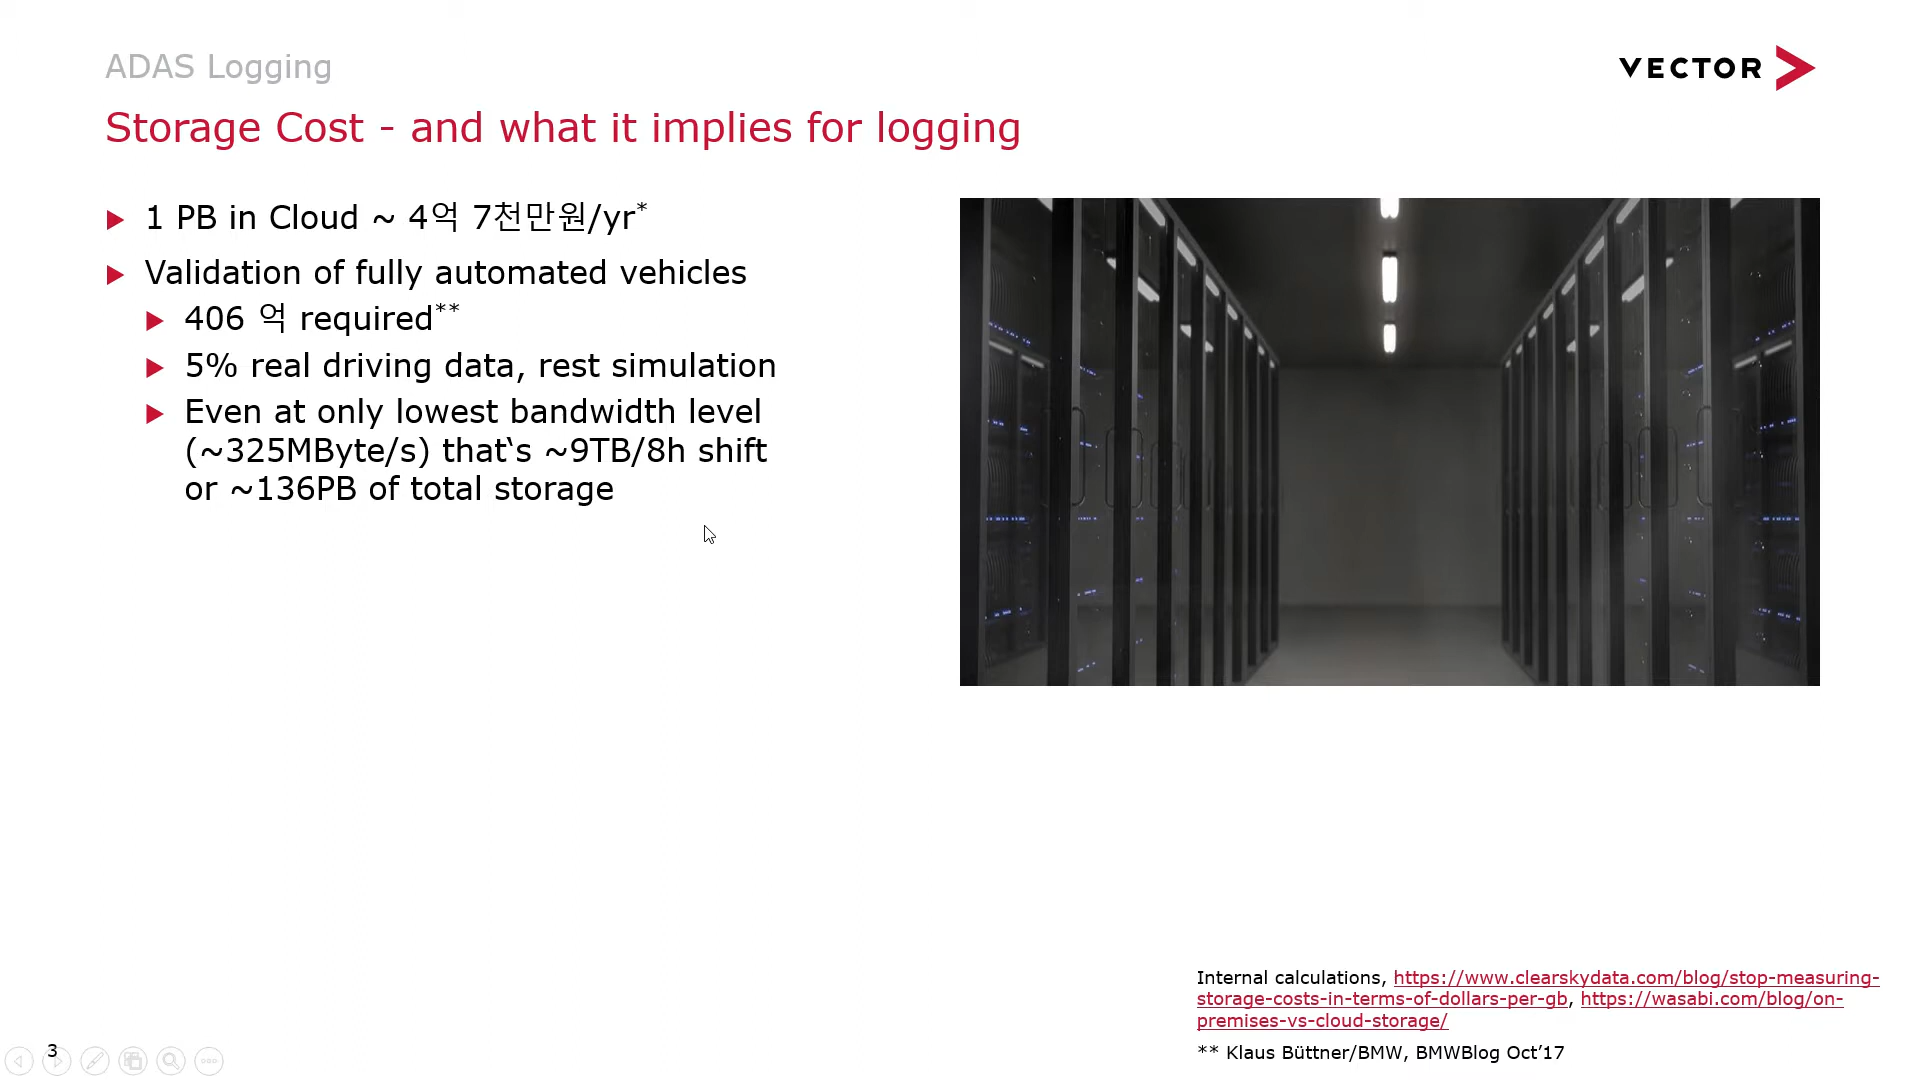 ADAS Logging
VECTOR
Storage Cost - and what it implies for logging
1 PB in Cloud ~ 4억 7천만원/yr*
Validation of fully automated vehicles
406 억 required**
5% real driving data, rest simulation
Even at only lowest bandwidth level
(~325MByte/s) that‘s ~9TB/8h shift
or ~136PB of total storage
Internal calculations, https://www.clearskydata.com/blog/stop-measuring-
storage-costs-in-terms-of-dollars-per-gb, https://wasabi.com/blog/on-
premises-vs-cloud-storage/
** Klaus Büttner/BMW, BMWBlog Oct’17
3